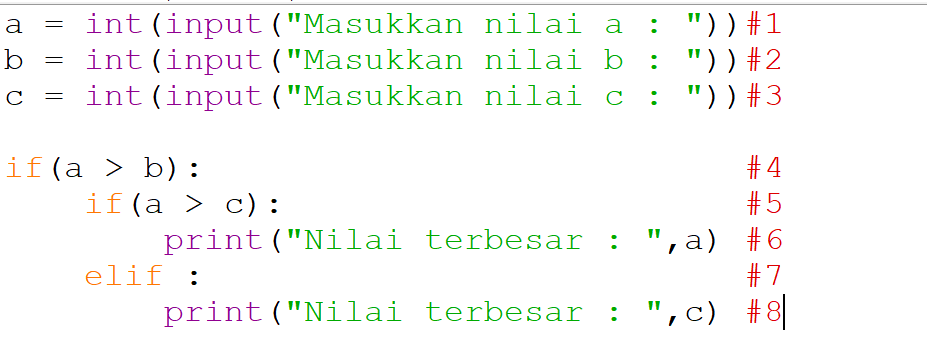 a = int(input("Masukkan nilai a : "))#1
b = int(input("Masukkan nilai b : "))#2
c = int(input("Masukkan nilai c : "))#3
if(a > b): #4
if(a > c): #5
print("Nilai terbesar : ",a) #6
elif : #7
print("Nilai terbesar : ",c) #8